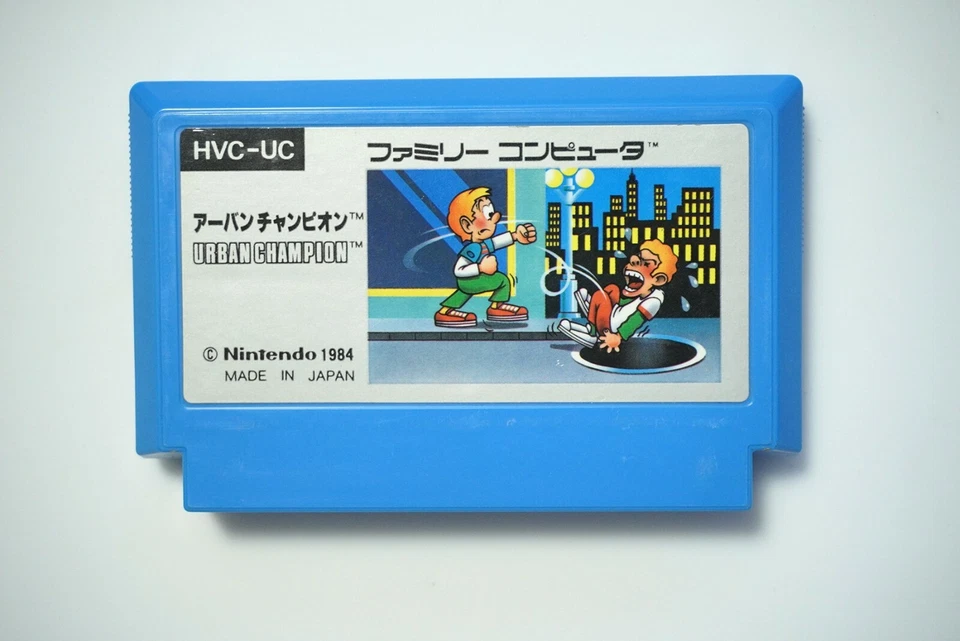 HVC-UC
ファミリー コンピュータ™
アーバンチャンピオン™
URBAN CHAMPION™
© Nintendo 1984
MADE IN JAPAN